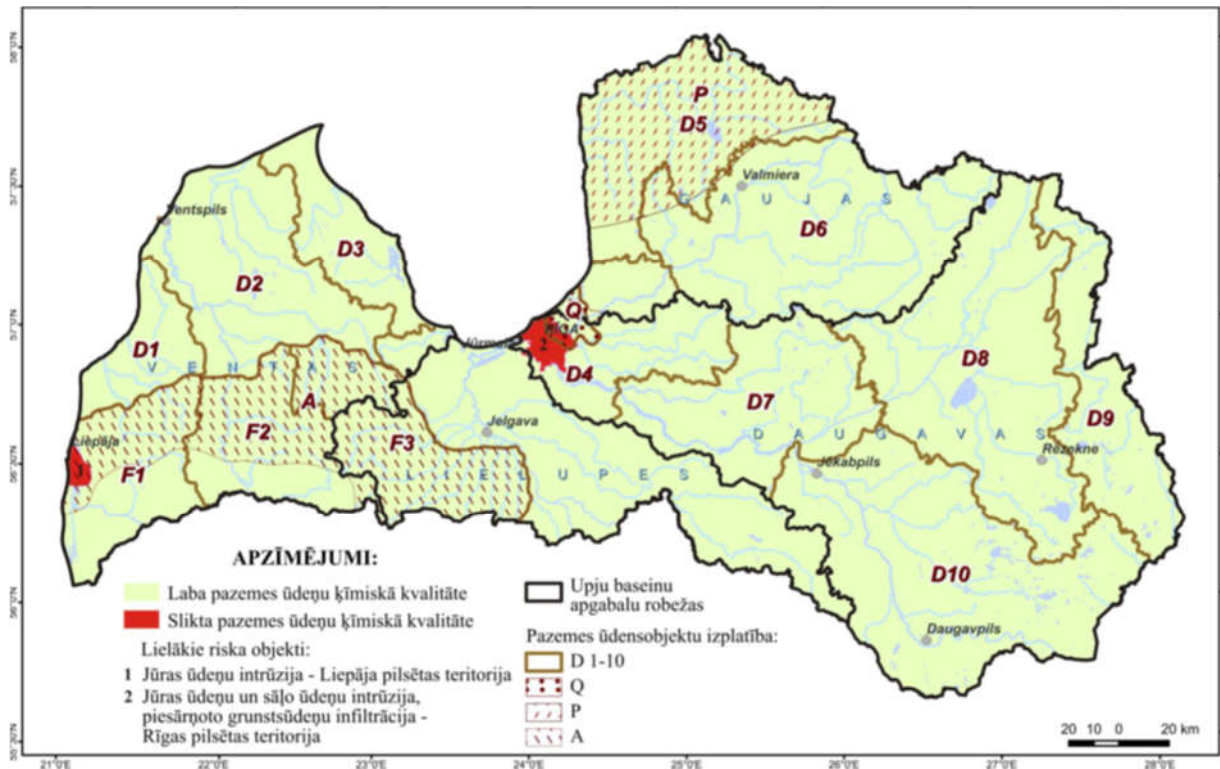 P
D5
Valmiera
G A U J A S
D6
Ventspils
D3
D2
Q
2
D1
V E N T A S
D4
D8
A
D7
D9
F2
Jelgava
F3
D A U G A V A S
Rēzekne
Liepāja
1
F1
L I E L U P E S
Jēkabpils
D10
Daugavpils
APZĪMĒJUMI:
Laba pazemes ūdeņu ķīmiskā kvalitāte
Slikta pazemes ūdeņu ķīmiskā kvalitāte
Lielākie riska objekti:
1 Jūras ūdeņu intrūzija - Liepāja pilsētas teritorija
2 Jūras ūdeņu un sāļo ūdeņu intrūzija,
piesārņoto grunstsūdeņu infiltrācija -
Rīgas pilsētas teritorija
Upju baseinu
apgabalu robežas
Pazemes ūdensobjektu izplatība:
D 1-10
Q
P
A
20 10 0 20 km
21°0'E 22°0'E 23°0'E 24°0'E 25°0'E 26°0'E 27°0'E 28°0'E